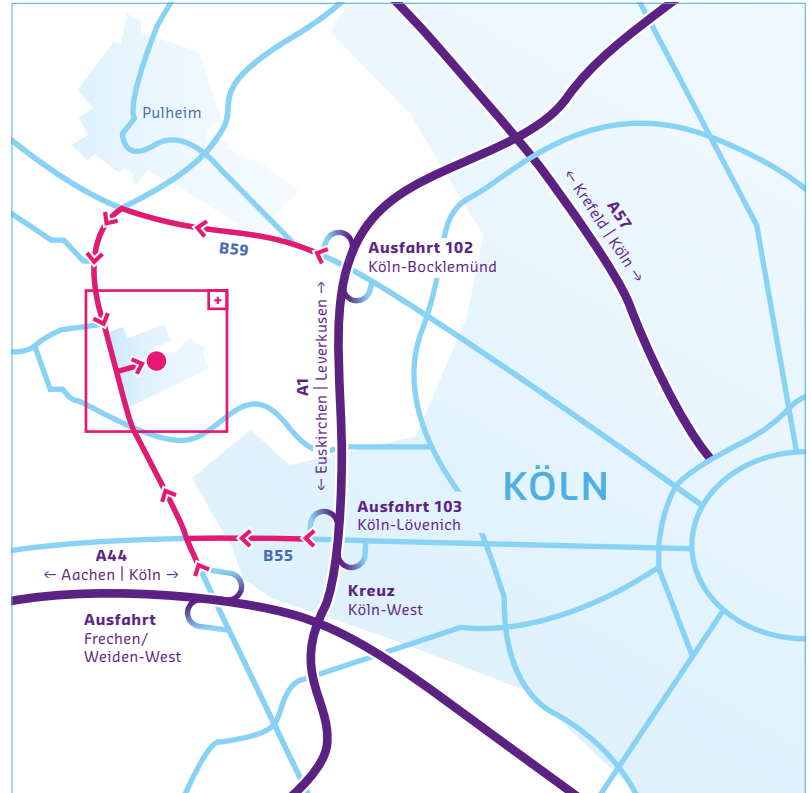 Pulheim
B59
Ausfahrt 102
Köln-Bocklemünd
A57
← Krefeld | Köln →
A1
← Euskirchen | Leverkusen →
KÖLN
Ausfahrt 103
Köln-Lövenich
B55
A44
← Aachen | Köln →
Kreuz
Köln-West
Ausfahrt
Frechen/
Weiden-West
+